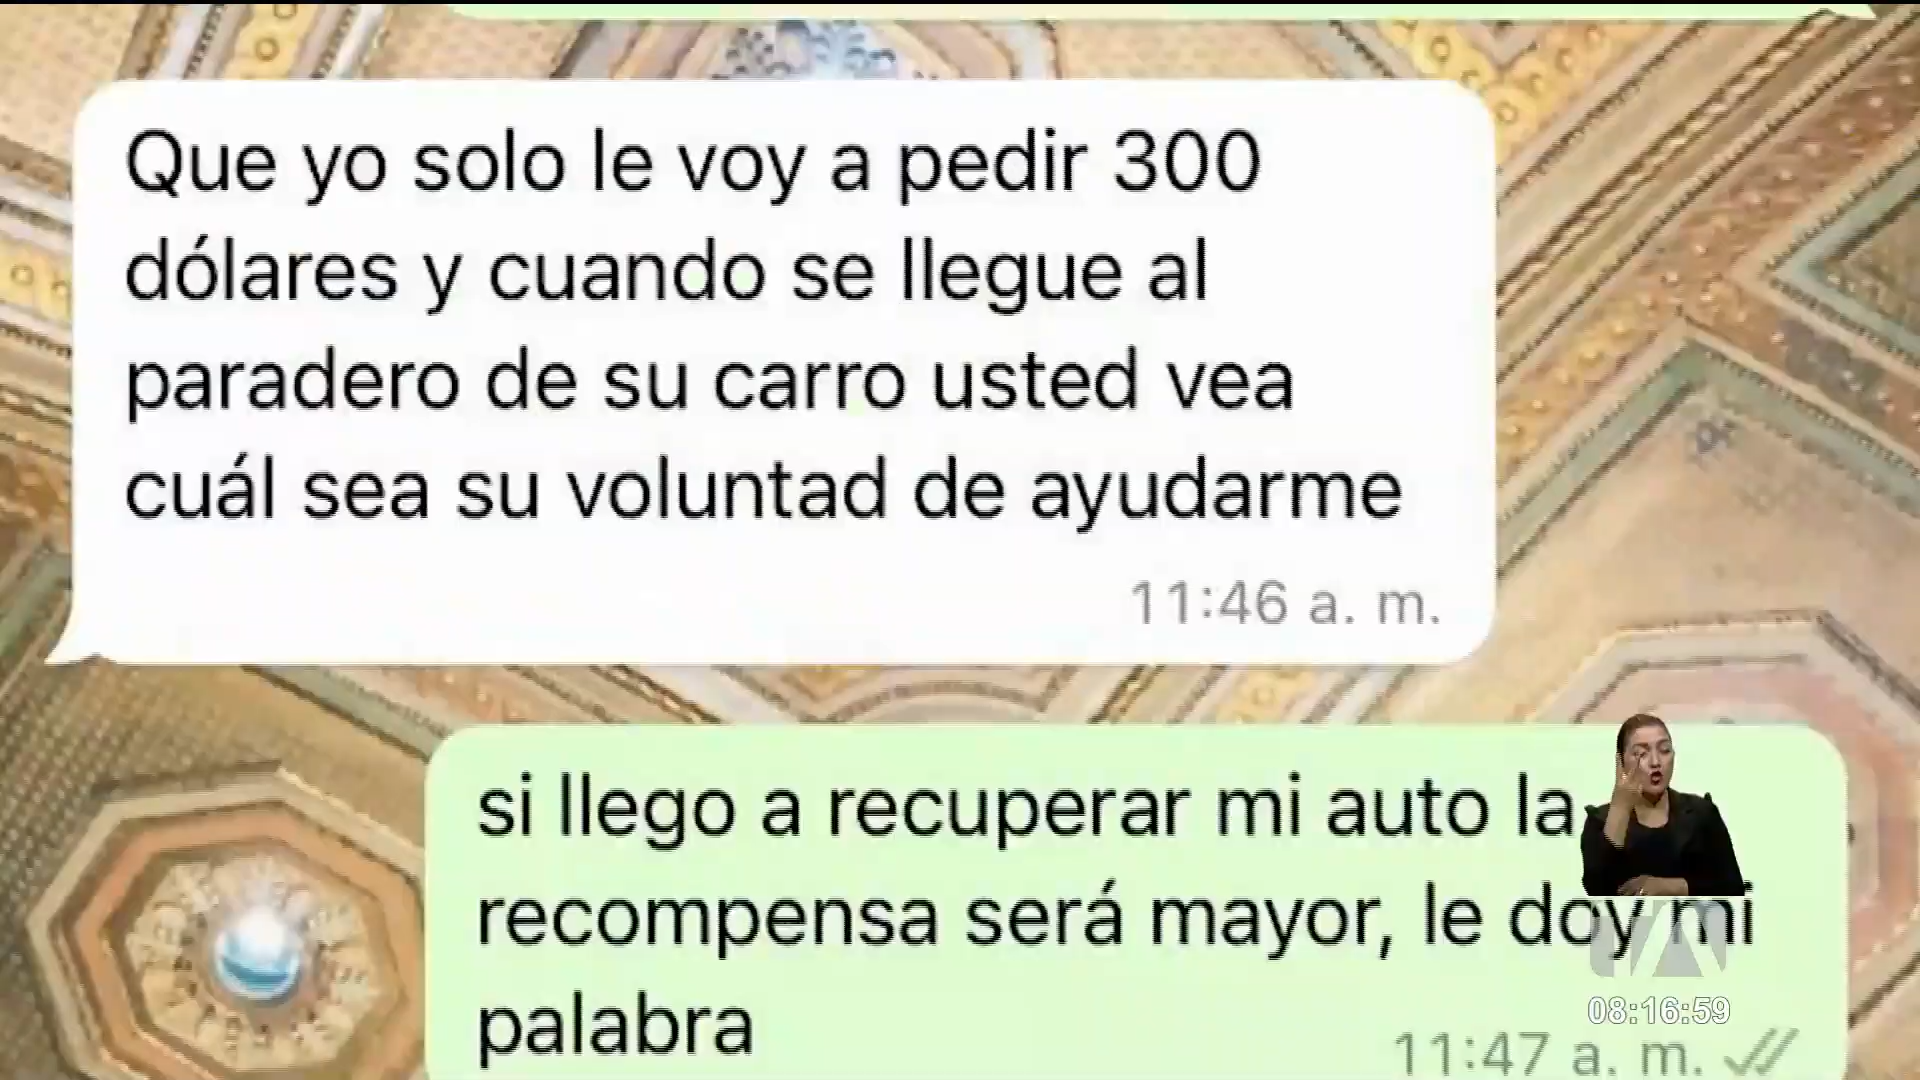 Que yo solo le voy a pedir 300
dólares y cuando se llegue al
paradero de su carro usted vea
cuál sea su voluntad de ayudarme
11:46 a. m.
si llego a recuperar mi auto la
recompensa será mayor, le doy mi
palabra
11:47 a. m.
TA
08:16:59